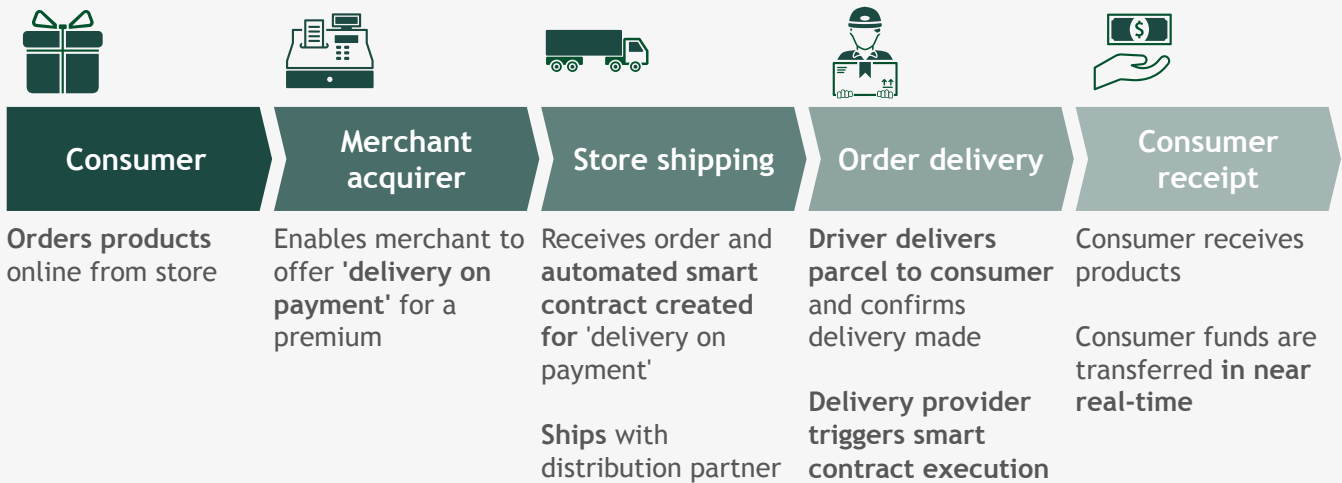 Consumer
Merchant
acquirer
Store shipping
Order delivery
Consumer
receipt
Orders products
online from store
Enables merchant to
offer 'delivery on
payment' for a
premium
Receives order and
automated smart
contract created
for 'delivery on
payment'
Ships with
distribution partner
Driver delivers
parcel to consumer
and confirms
delivery made
Delivery provider
triggers smart
contract execution
Consumer receives
products
Consumer funds are
transferred in near
real-time